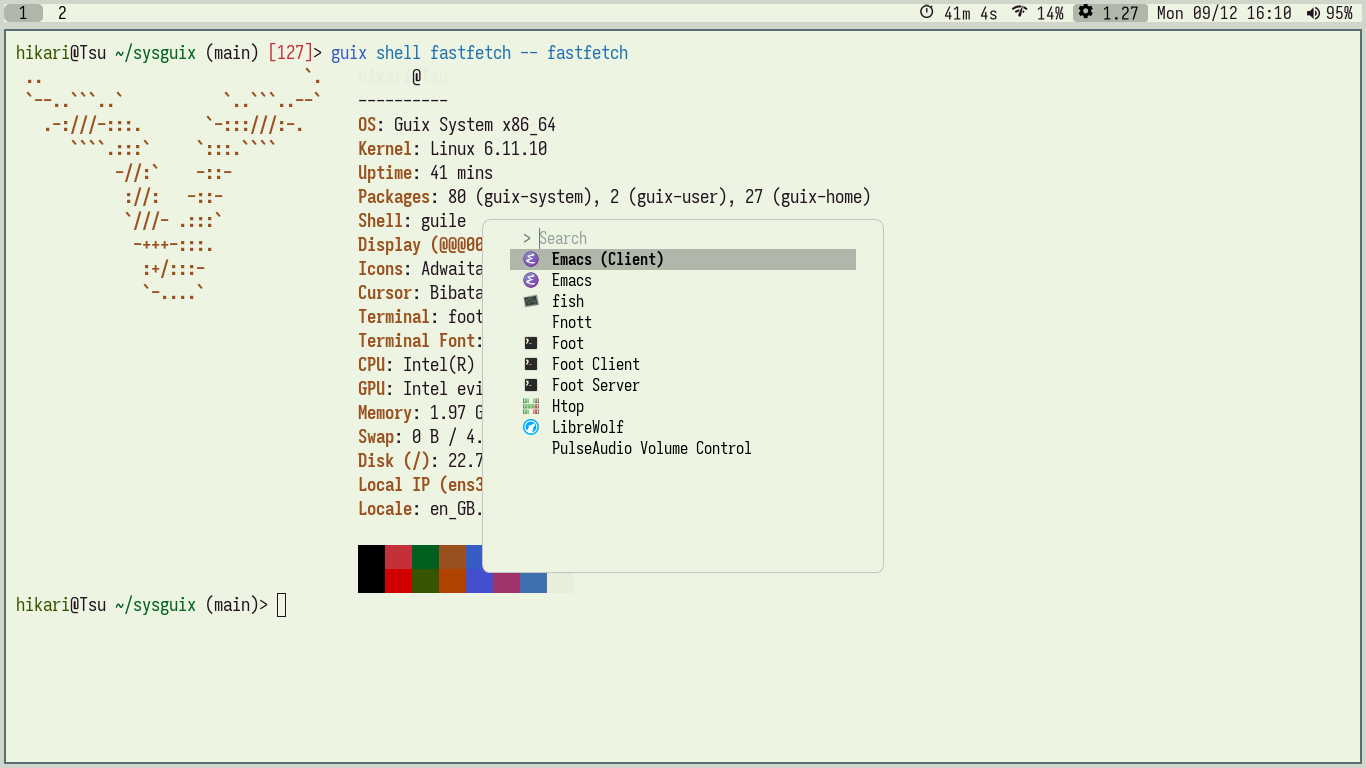 1 2 41m 4s 14% 1.27 Mon 09/12 16:10 95%
hikari@Tsu ~/sysguix (main) [127]> guix shell fastfetch -- fastfetch
hikari@Tsu
----------
OS: Guix System x86_64
Kernel: Linux 6.11.10
Uptime: 41 mins
Packages: 80 (guix-system), 2 (guix-user), 27 (guix-home)
Shell: guile
Display (@@@00
Icons: Adwaita
Cursor: Bibata
Terminal: foot
Terminal Font:
CPU: Intel(R)
GPU: Intel evi
Memory: 1.97 G
Swap: 0 B / 4.
Disk (/): 22.7
Local IP (ens3
Locale: en_GB.
> Search
Emacs (Client)
Emacs
fish
Fnott
Foot
Foot Client
Foot Server
Htop
LibreWolf
PulseAudio Volume Control
hikari@Tsu ~/sysguix (main)>